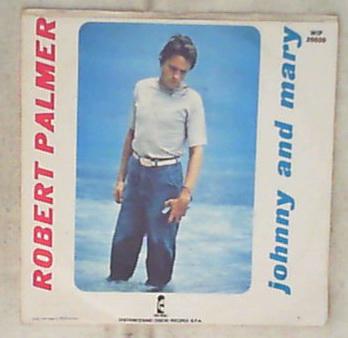 ROBERT PALMER
WIP
johnny and mary
DISTRIBUZIONE DISCHI RICORDI S.P.A.